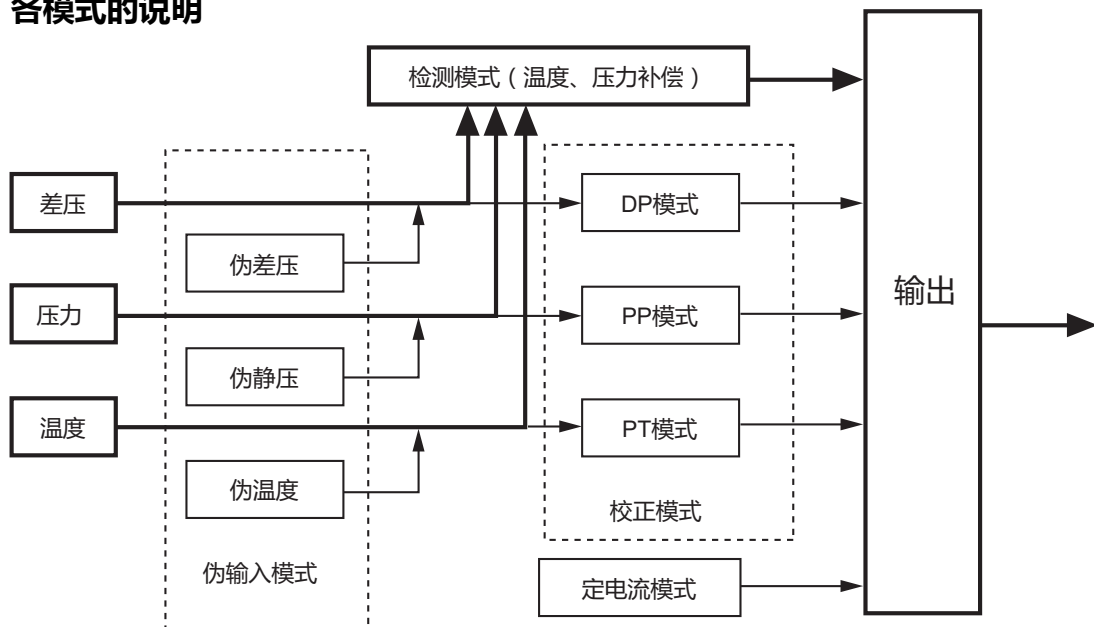 各模式的说明
检测模式（温度、压力补偿）
差压
DP模式
伪差压
输出
压力
PP模式
伪静压
温度
PT模式
伪温度
校正模式
伪输入模式
定电流模式